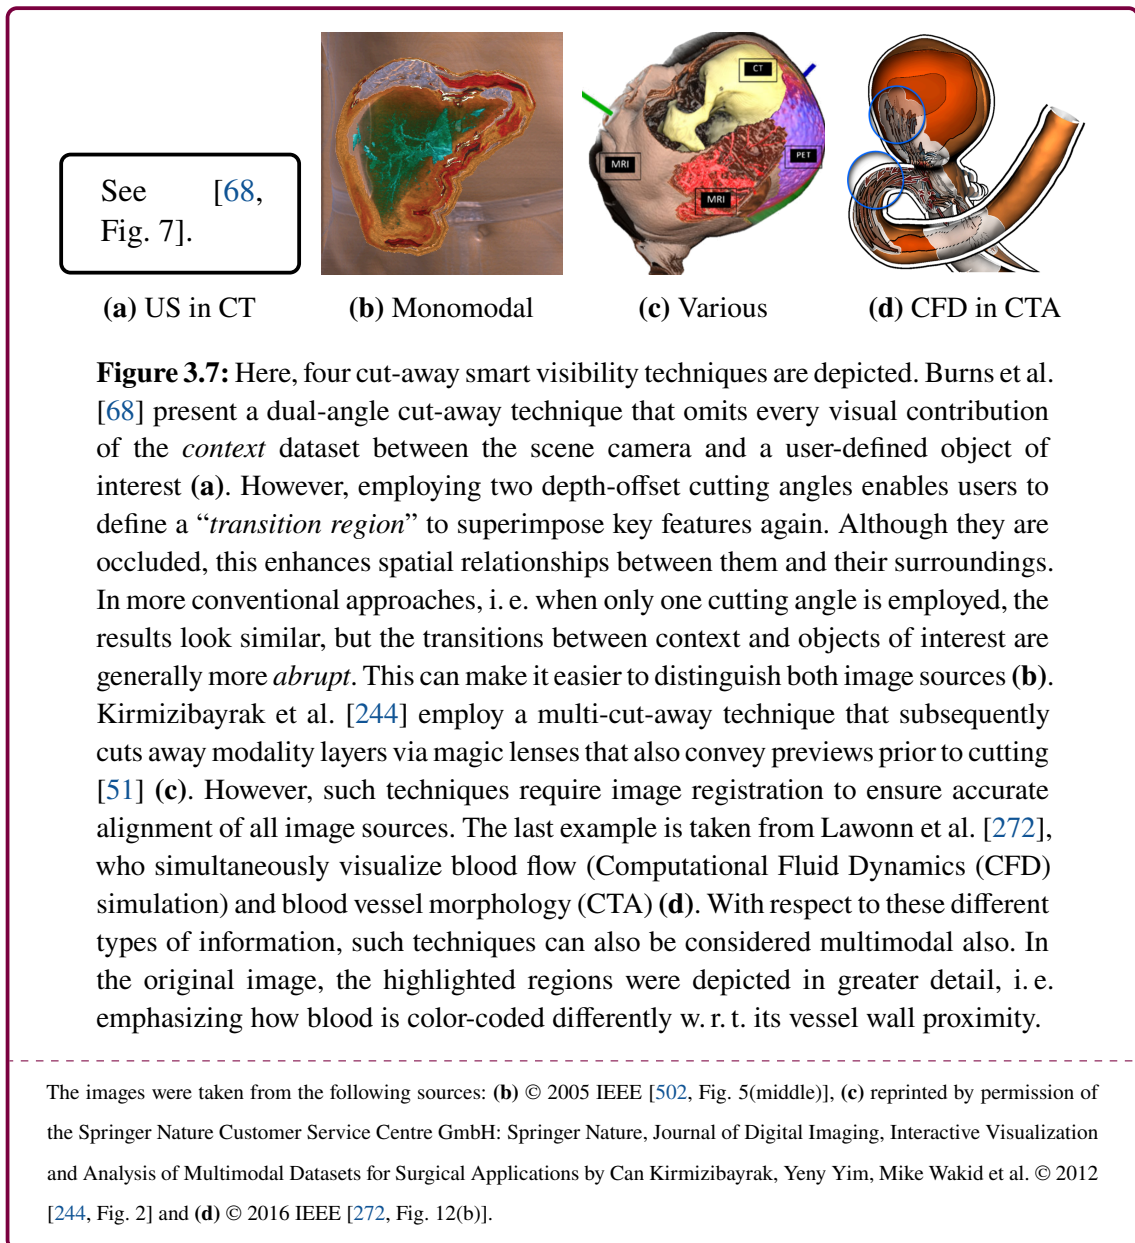 See [68,
Fig. 7].
CT
MRI
PET
MRI
(a) US in CT
(b) Monomodal
(c) Various
(d) CFD in CTA
Figure 3.7: Here, four cut-away smart visibility techniques are depicted. Burns et al.
[68] present a dual-angle cut-away technique that omits every visual contribution
of the context dataset between the scene camera and a user-defined object of
interest (a). However, employing two depth-offset cutting angles enables users to
define a “transition region” to superimpose key features again. Although they are
occluded, this enhances spatial relationships between them and their surroundings.
In more conventional approaches, i. e. when only one cutting angle is employed, the
results look similar, but the transitions between context and objects of interest are
generally more abrupt. This can make it easier to distinguish both image sources (b).
Kirmizibayrak et al. [244] employ a multi-cut-away technique that subsequently
cuts away modality layers via magic lenses that also convey previews prior to cutting
[51] (c). However, such techniques require image registration to ensure accurate
alignment of all image sources. The last example is taken from Lawonn et al. [272],
who simultaneously visualize blood flow (Computational Fluid Dynamics (CFD)
simulation) and blood vessel morphology (CTA) (d). With respect to these different
types of information, such techniques can also be considered multimodal also. In
the original image, the highlighted regions were depicted in greater detail, i. e.
emphasizing how blood is color-coded differently w. r. t. its vessel wall proximity.
The images were taken from the following sources: (b) © 2005 IEEE [502, Fig. 5(middle)], (c) reprinted by permission of
the Springer Nature Customer Service Centre GmbH: Springer Nature, Journal of Digital Imaging, Interactive Visualization
and Analysis of Multimodal Datasets for Surgical Applications by Can Kirmizibayrak, Yeny Yim, Mike Wakid et al. © 2012
[244, Fig. 2] and (d) © 2016 IEEE [272, Fig. 12(b)].